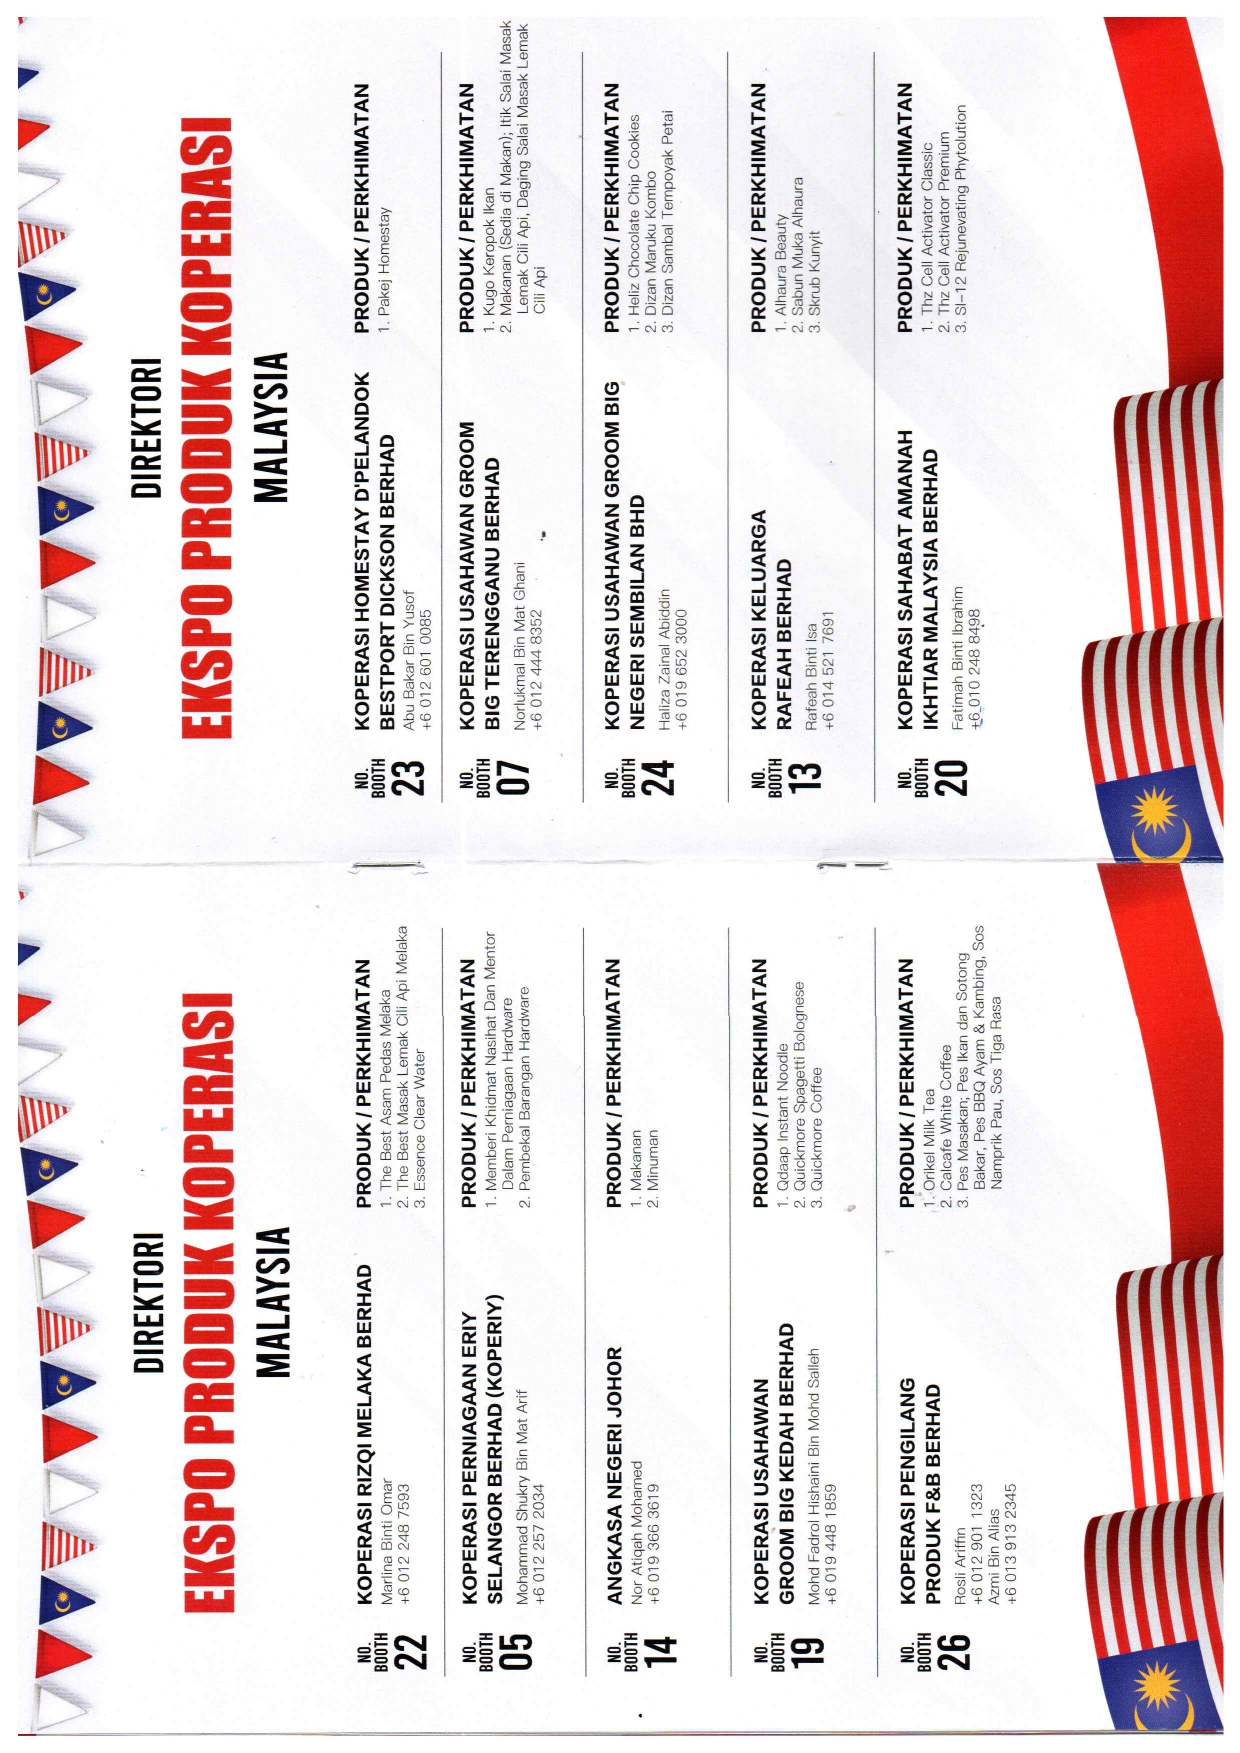 DIREKTORI
EKSPO PRODUK KOPERASI
MALAYSIA
NO.
BOOTH
22
KOPERASI RIZQI MELAKA BERHAD
Marlina Binti Omar
+6 012 248 7593
PRODUK / PERKHIMATAN
1. The Best Asam Pedas Melaka
2. The Best Masak Lemak Cili Api Melaka
3. Essence Clear Water
NO.
BOOTH
05
KOPERASI PERNIAGAAN ERIY
SELANGOR BERHAD (KOPERIY)
Mohammad Shukry Bin Mat Arif
+6 012 257 2034
PRODUK / PERKHIMATAN
1. Memberi Khidmat Nasihat Dan Mentor
Dalam Perniagaan Hardware
2. Pembekal Barangan Hardware
NO.
BOOTH
14
ANGKASA NEGERI JOHOR
Nor Atiqah Mohamed
+6 019 366 3619
PRODUK / PERKHIMATAN
1. Makanan
2. Minuman
NO.
BOOTH
19
KOPERASI USAHAWAN
GROOM BIG KEDAH BERHAD
Mohd Fadrol Hishaini Bin Mohd Salleh
+6 019 448 1859
PRODUK / PERKHIMATAN
1. Qdaap Instant Noodle
2. Quickmore Spagetti Bolognese
3. Quickmore Coffee
NO.
BOOTH
26
KOPERASI PENGILANG
PRODUK F&B BERHAD
Rosli Ariffin
+6 012 901 1323
Azmi Bin Alias
+6 013 913 2345
PRODUK / PERKHIMATAN
1. Orikel Milk Tea
2. Calcafe White Coffee
3. Pes Masakan; Pes Ikan dan Sotong
Bakar, Pes BBQ Ayam & Kambing, Sos
Namprik Pau, Sos Tiga Rasa
DIREKTORI
EKSPO PRODUK KOPERASI
MALAYSIA
NO.
BOOTH
23
KOPERASI HOMESTAY D'PELANDOK
BESTPORT DICKSON BERHAD
Abu Bakar Bin Yusof
+6 012 601 0085
PRODUK / PERKHIMATAN
1. Pakej Homestay
NO.
BOOTH
07
KOPERASI USAHAWAN GROOM
BIG TERENGGANU BERHAD
Norlukmal Bin Mat Ghani
+6 012 444 8352
PRODUK / PERKHIMATAN
1. Kugo Keropok Ikan
2. Makanan (Sedia di Makan); Itik Salai Masak
Lemak Cili Api, Daging Salai Masak Lemak
Cili Api
NO.
BOOTH
24
KOPERASI USAHAWAN GROOM BIG
NEGERI SEMBILAN BHD
Haliza Zainal Abiddin
+6 019 652 3000
PRODUK / PERKHIMATAN
1. Heliz Chocolate Chip Cookies
2. Dizan Maruku Kombo
3. Dizan Sambal Tempoyak Petai
NO.
BOOTH
13
KOPERASI KELUARGA
RAFEAH BERHAD
Rafeah Binti Isa
+6 014 521 7691
PRODUK / PERKHIMATAN
1. Alhaura Beauty
2. Sabun Muka Alhaura
3. Skrub Kunyit
NO.
BOOTH
20
KOPERASI SAHABAT AMANAH
IKHTIAR MALAYSIA BERHAD
Fatimah Binti Ibrahim
+6 010 248 8498
PRODUK / PERKHIMATAN
1. Thz Cell Activator Classic
2. Thz Cell Activator Premium
3. SI-12 Rejunevating Phytolution